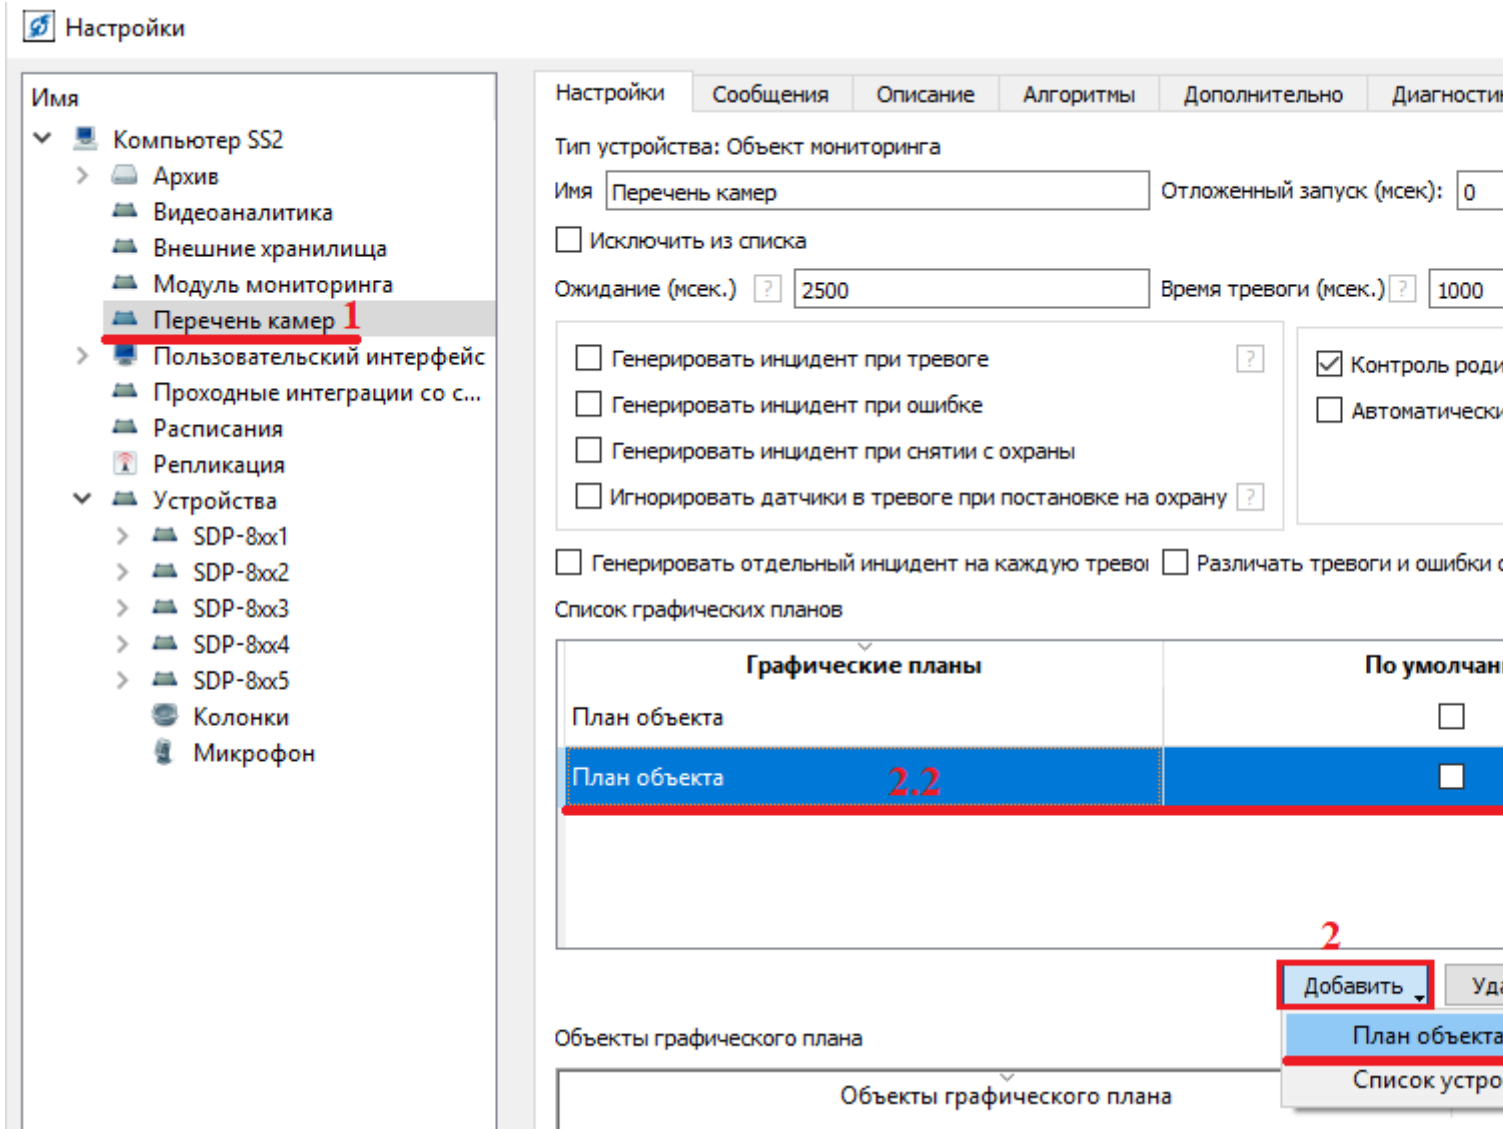 Настройки
Имя
Компьютер SS2
Архив
Видеоаналитика
Внешние хранилища
Модуль мониторинга
Перечень камер 1
Пользовательский интерфейс
Проходные интеграции со с...
Расписания
Репликация
Устройства
SDP-8xx1
SDP-8xx2
SDP-8xx3
SDP-8xx4
SDP-8xx5
Колонки
Микрофон
Настройки Сообщения Описание Алгоритмы Дополнительно Диагности
Тип устройства: Объект мониторинга
Имя Перечень камер Отложенный запуск (мсек): 0
Исключить из списка
Ожидание (мсек.) ? 2500 Время тревоги (мсек.) ? 1000
Генерировать инцидент при тревоге ?
Генерировать инцидент при ошибке
Генерировать инцидент при снятии с охраны
Игнорировать датчики в тревоге при постановке на охрану ?
Контроль роди
Автоматически
Генерировать отдельный инцидент на каждую тревог Различать тревоги и ошибки с
Список графических планов
Графические планы По умолчан
План объекта
План объекта 2.2
2
Добавить Уда
План объекта
Список устро
Объекты графического плана
Объекты графического плана